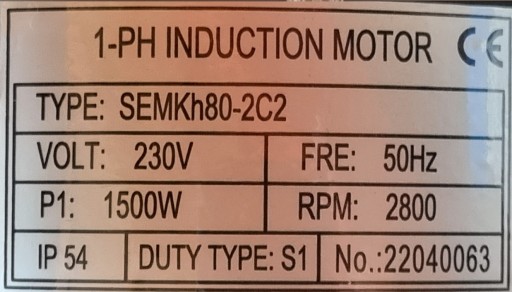 1-PH INDUCTION MOTOR CE
TYPE: SEMKh80-2C2
VOLT: 230V FRE: 50Hz
P1: 1500W RPM: 2800
IP 54 DUTY TYPE: S1 No.:22040063